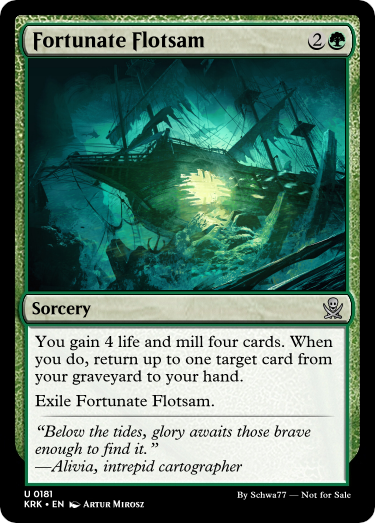 Fortunate Flotsam 2
Sorcery
You gain 4 life and mill four cards. When
you do, return up to one target card from
your graveyard to your hand.
Exile Fortunate Flotsam.
“Below the tides, glory awaits those brave
enough to find it.”
—Alivia, intrepid cartographer
U 0181
KRK • EN Artur Mirosz
By Schwa77 — Not for Sale